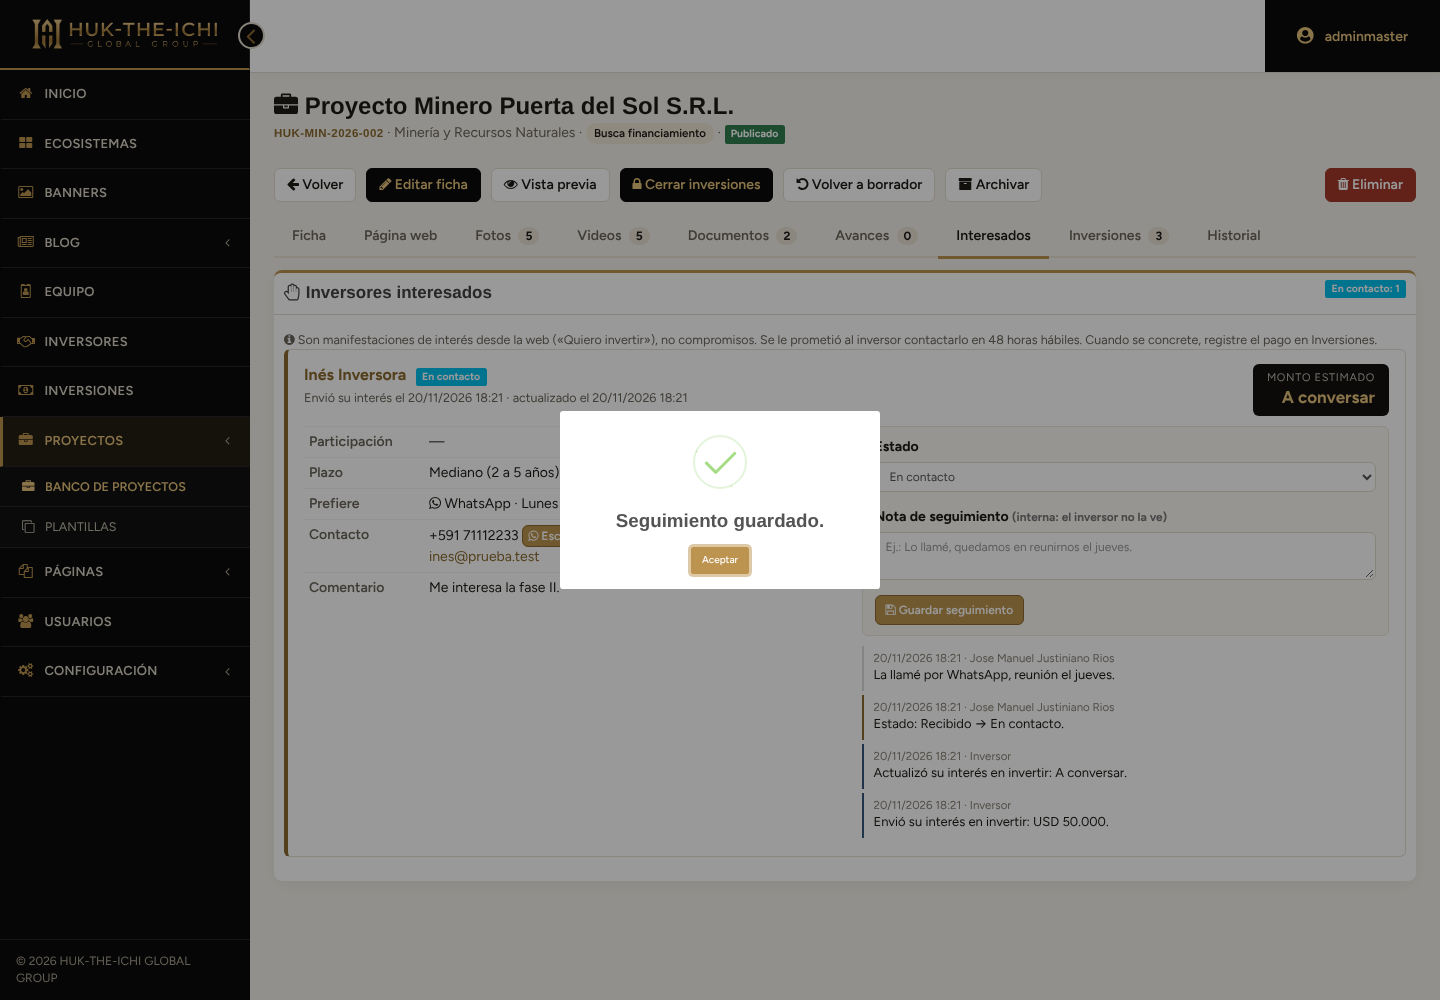 HUK-THE-ICHI
GLOBAL GROUP
adminmaster
INICIO
ECOSISTEMAS
BANNERS
BLOG
EQUIPO
INVERSORES
INVERSIONES
PROYECTOS
BANCO DE PROYECTOS
PLANTILLAS
PÁGINAS
USUARIOS
CONFIGURACIÓN
© 2026 HUK-THE-ICHI GLOBAL
GROUP
Proyecto Minero Puerta del Sol S.R.L.
HUK-MIN-2026-002 · Minería y Recursos Naturales · Busca financiamiento · Publicado
Volver Editar ficha Vista previa Cerrar inversiones Volver a borrador Archivar Eliminar
Ficha Página web Fotos 5 Videos 5 Documentos 2 Avances 0 Interesados Inversiones 3 Historial
Inversores interesados En contacto: 1
Son manifestaciones de interés desde la web («Quiero invertir»), no compromisos. Se le prometió al inversor contactarlo en 48 horas hábiles. Cuando se concrete, registre el pago en Inversiones.
Inés Inversora En contacto
Envió su interés el 20/11/2026 18:21 · actualizado el 20/11/2026 18:21
MONTO ESTIMADO
A conversar
Participación —
Plazo Mediano (2 a 5 años)
Prefiere WhatsApp · Lunes
Contacto +591 71112233 Esc
ines@prueba.test
Comentario Me interesa la fase II.
Seguimiento guardado.
Aceptar
Estado
En contacto
Nota de seguimiento (interna: el inversor no la ve)
Ej.: Lo llamé, quedamos en reunirnos el jueves.
Guardar seguimiento
20/11/2026 18:21 · Jose Manuel Justiniano Rios
La llamé por WhatsApp, reunión el jueves.
20/11/2026 18:21 · Jose Manuel Justiniano Rios
Estado: Recibido → En contacto.
20/11/2026 18:21 · Inversor
Actualizó su interés en invertir: A conversar.
20/11/2026 18:21 · Inversor
Envió su interés en invertir: USD 50.000.